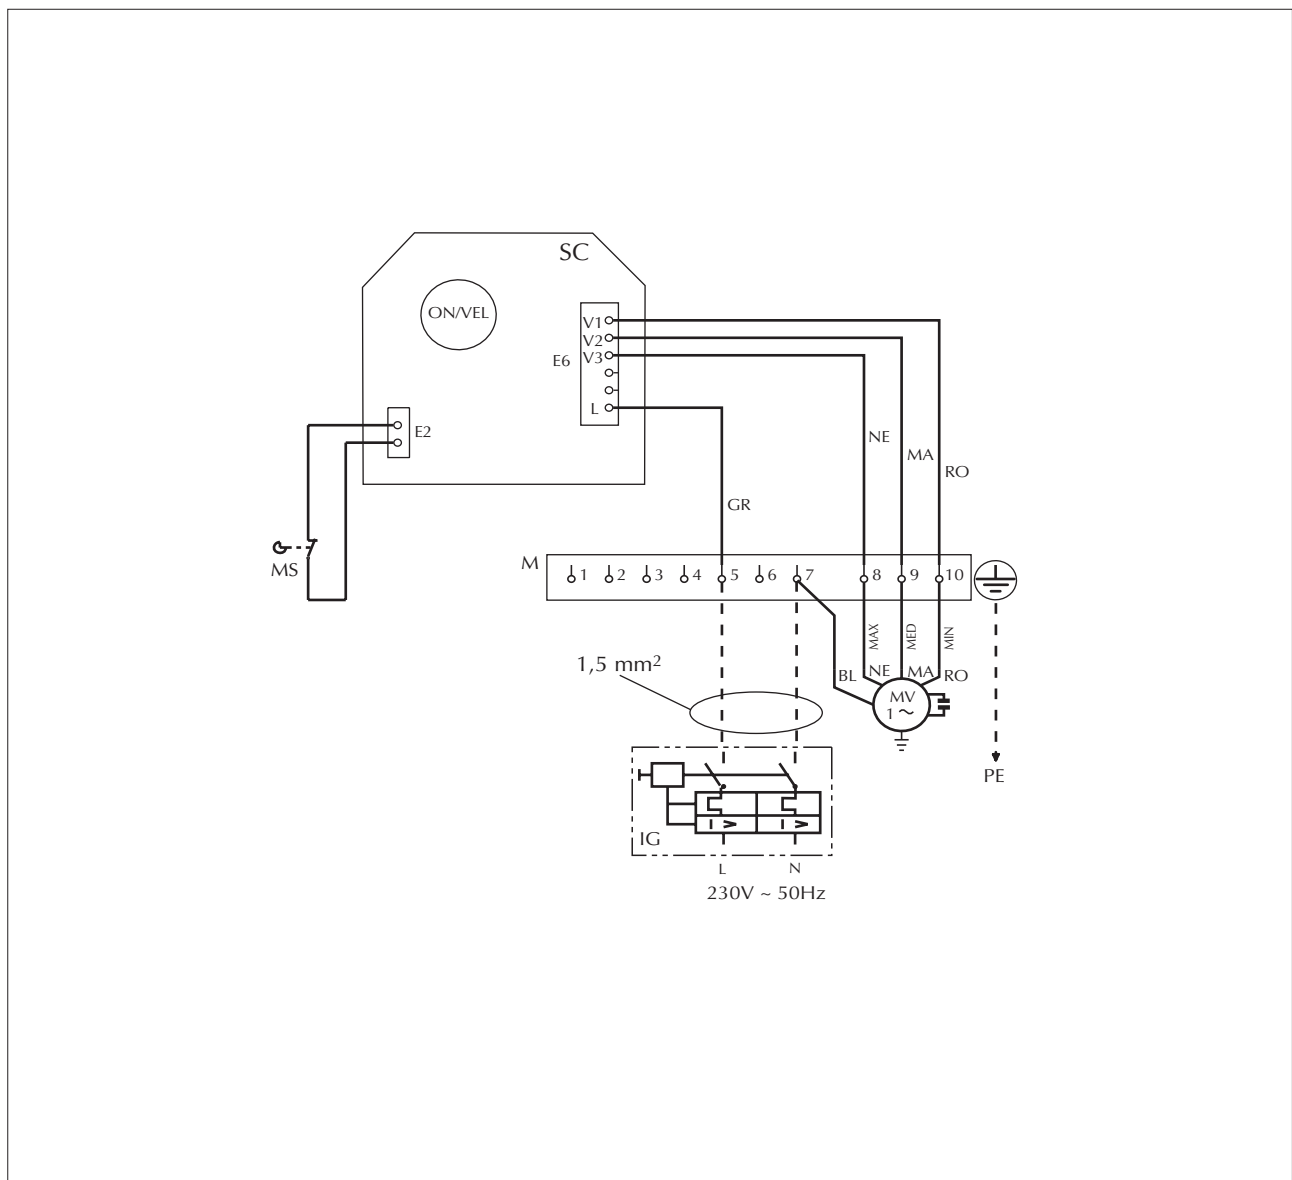 SC
ON/VEL
V1
V2
E6 V3
L
E2
NE
MA
RO
GR
MS
M 1 2 3 4 5 6 7 8 9 10
MAX MED MIN
1,5 mm²
BL NE MA RO
MV
1 ~
PE
IG
L N
230V ~ 50Hz